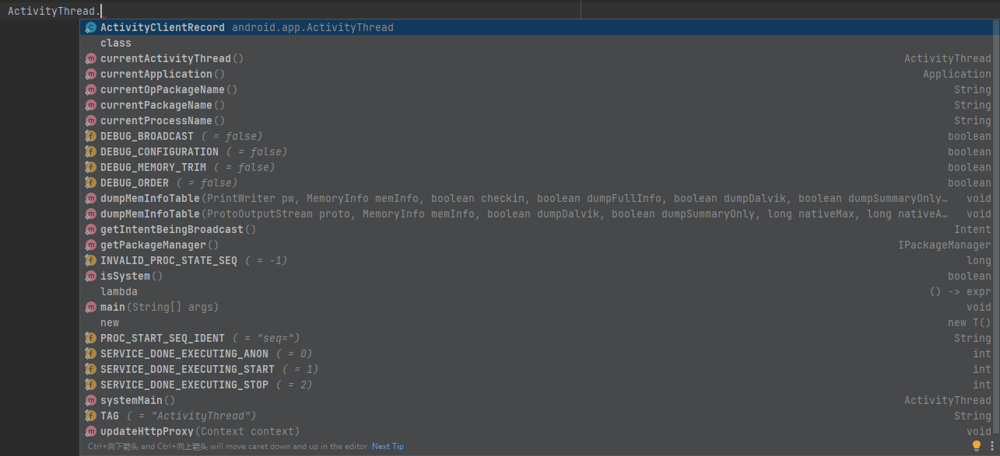 ActivityThread.
ActivityClientRecord android.app.ActivityThread
class
currentActivityThread() ActivityThread
currentApplication() Application
currentOpPackageName() String
currentPackageName() String
currentProcessName() String
DEBUG_BROADCAST ( = false) boolean
DEBUG_CONFIGURATION ( = false) boolean
DEBUG_MEMORY_TRIM ( = false) boolean
DEBUG_ORDER ( = false) boolean
dumpMemInfoTable(PrintWriter pw, MemoryInfo memInfo, boolean checkin, boolean dumpFullInfo, boolean dumpDalvik, boolean dumpSummaryOnly… void
dumpMemInfoTable(ProtoOutputStream proto, MemoryInfo memInfo, boolean dumpDalvik, boolean dumpSummaryOnly, long nativeMax, long nativeA… void
getIntentBeingBroadcast() Intent
getPackageManager() IPackageManager
INVALID_PROC_STATE_SEQ ( = -1) long
isSystem() boolean
lambda () -> expr
main(String[] args) void
new new T()
PROC_START_SEQ_IDENT ( = "seq=") String
SERVICE_DONE_EXECUTING_ANON ( = 0) int
SERVICE_DONE_EXECUTING_START ( = 1) int
SERVICE_DONE_EXECUTING_STOP ( = 2) int
systemMain() ActivityThread
TAG ( = "ActivityThread") String
updateHttpProxy(Context context) void
Ctrl+向下箭头 and Ctrl+向上箭头 will move caret down and up in the editor Next Tip